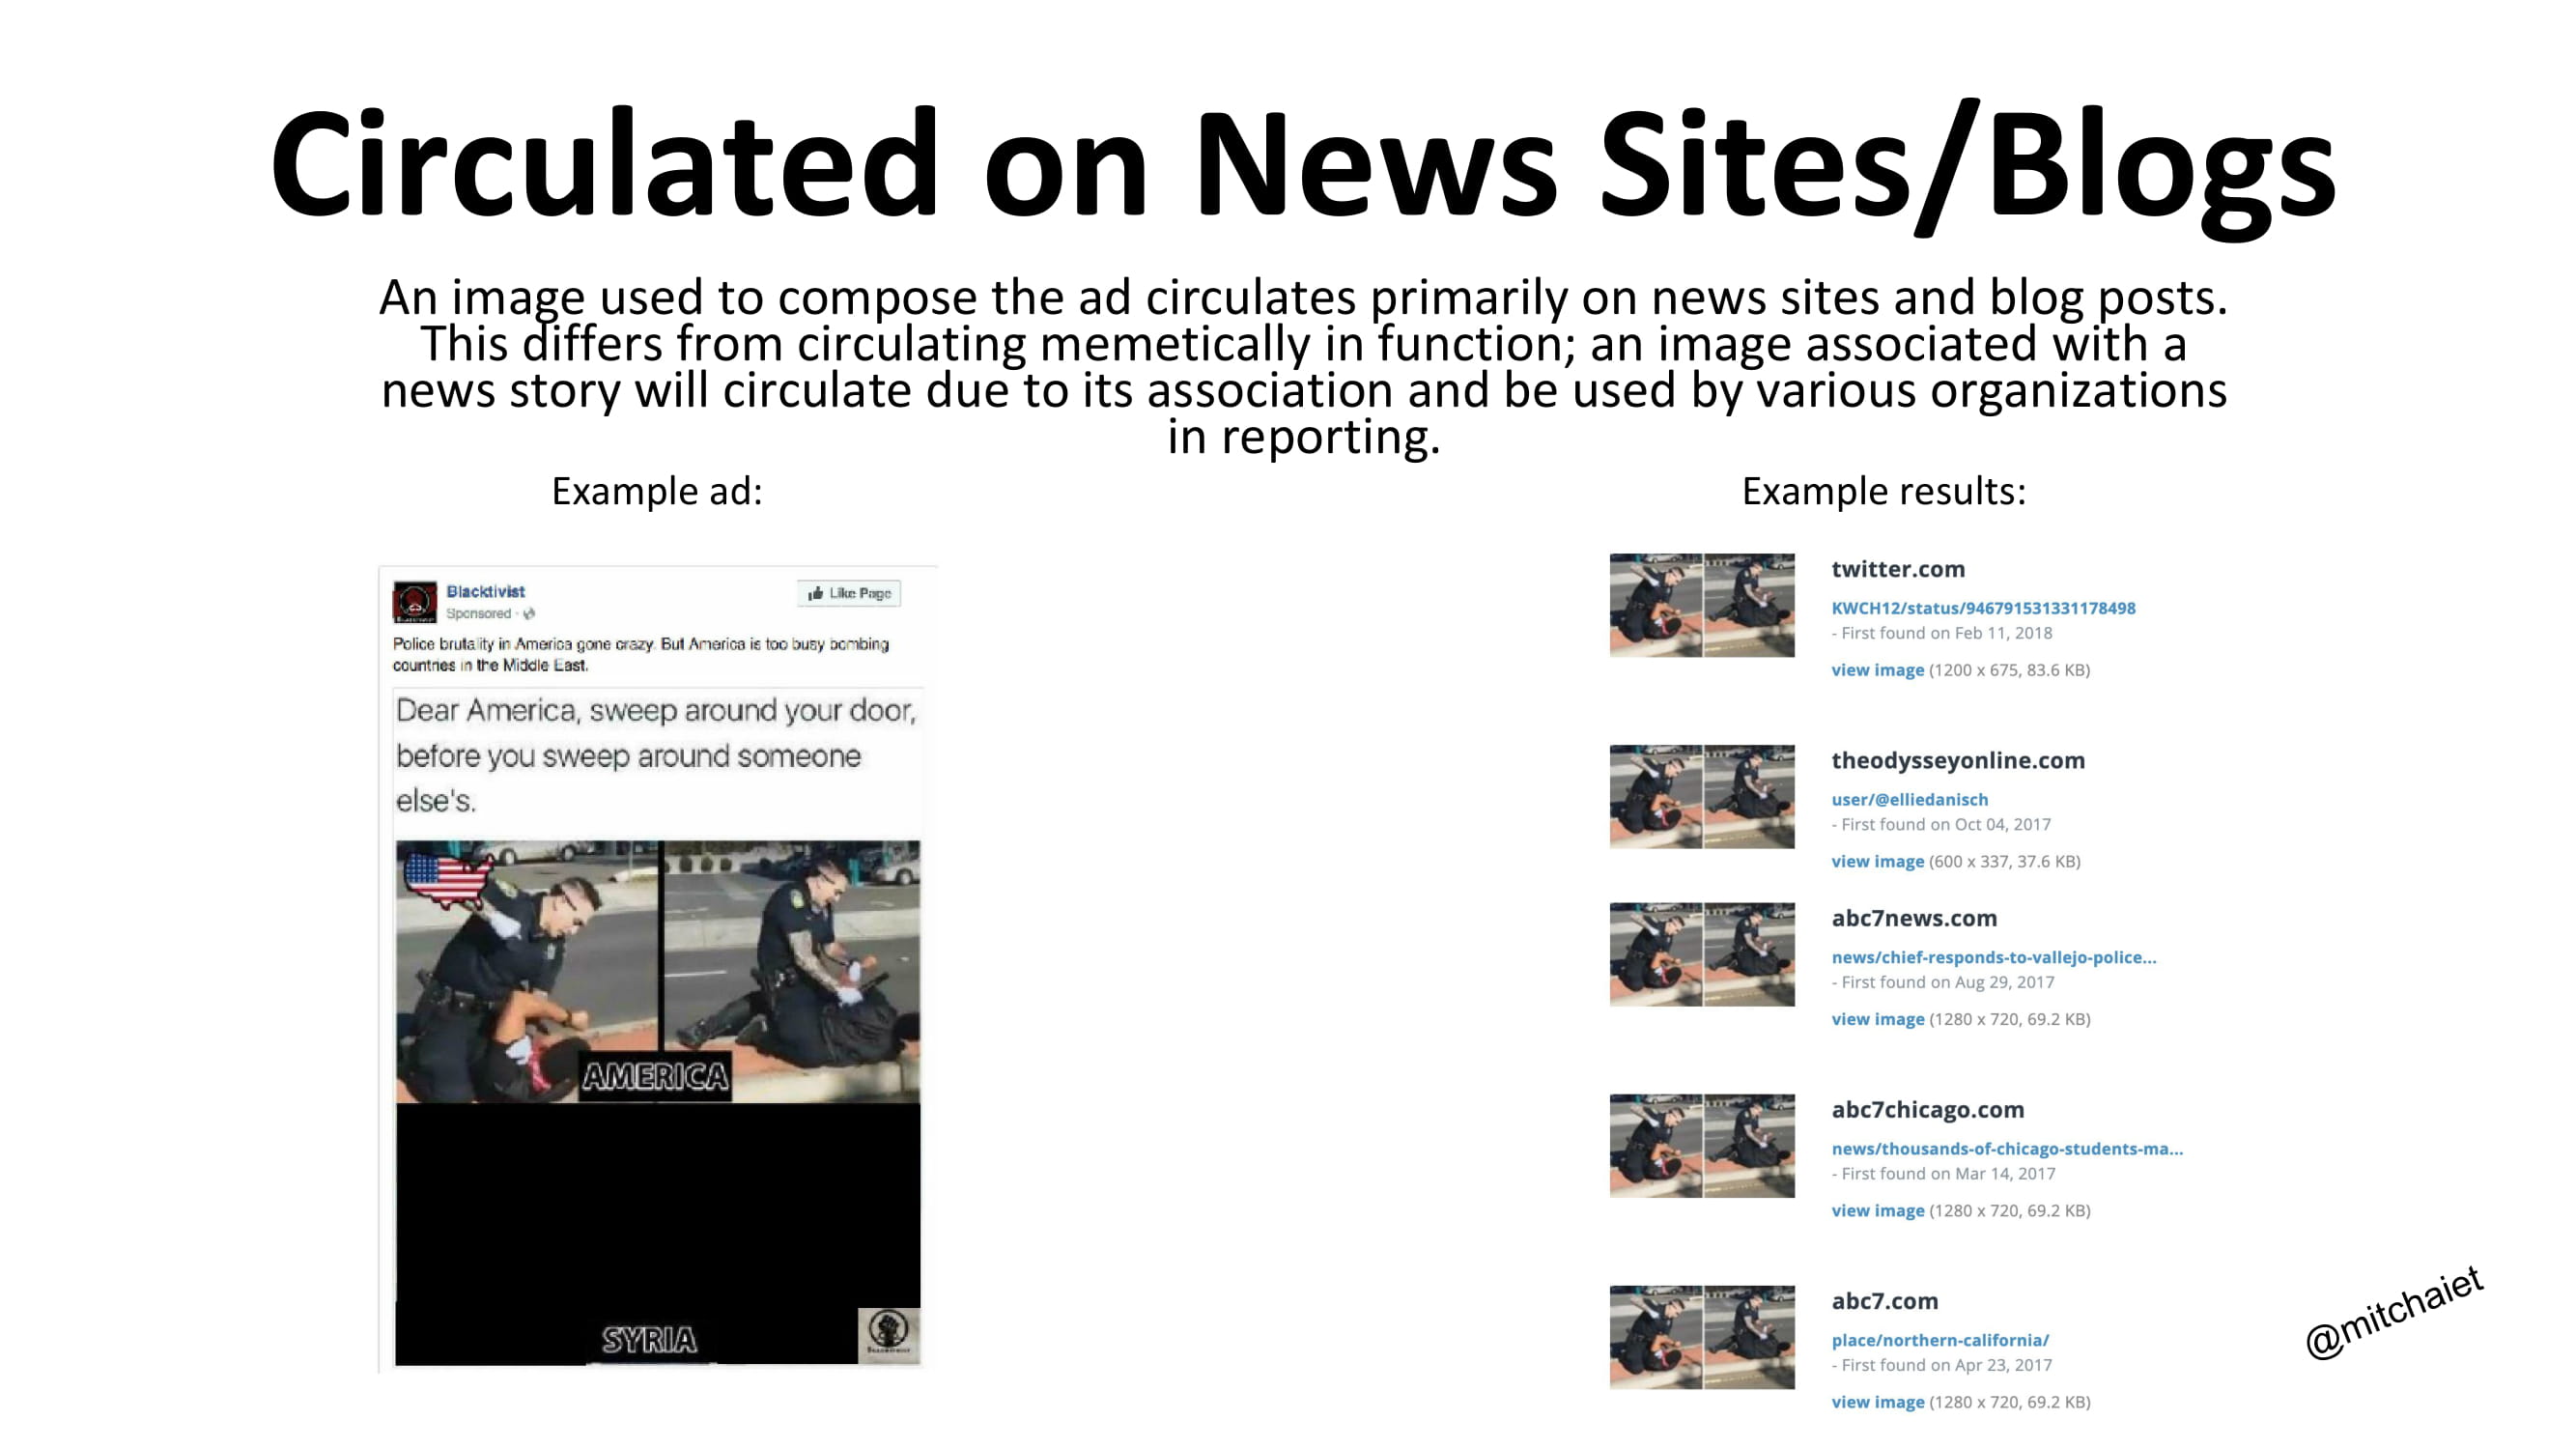 Circulated on News Sites/Blogs
An image used to compose the ad circulates primarily on news sites and blog posts.
This differs from circulating memetically in function; an image associated with a
news story will circulate due to its association and be used by various organizations
in reporting.
Example ad:
Blacktivist
Like Page
Sponsored ·
Police brutality in America gone crazy. But America is too busy bombing
countries in the Middle East.
Dear America, sweep around your door,
before you sweep around someone
else's.
AMERICA
SYRIA
Example results:
twitter.com
KWCH12/status/946791531331178498
- First found on Feb 11, 2018
view image (1200 x 675, 83.6 KB)
theodysseyonline.com
user/@elliedanisch
- First found on Oct 04, 2017
view image (600 x 337, 37.6 KB)
abc7news.com
news/chief-responds-to-vallejo-police...
- First found on Aug 29, 2017
view image (1280 x 720, 69.2 KB)
abc7chicago.com
news/thousands-of-chicago-students-ma...
- First found on Mar 14, 2017
view image (1280 x 720, 69.2 KB)
abc7.com
place/northern-california/
- First found on Apr 23, 2017
view image (1280 x 720, 69.2 KB)
@mitchaiet